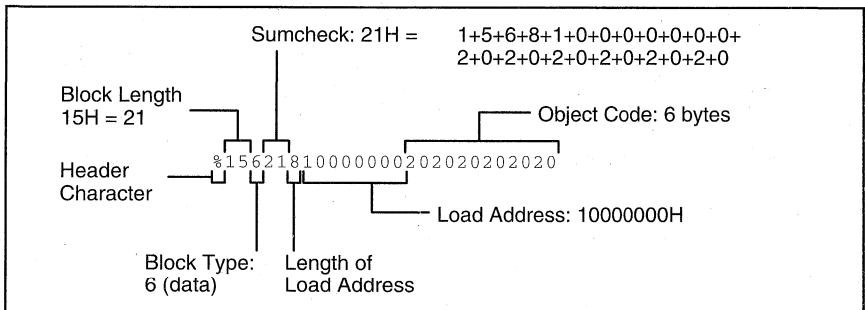 Sumcheck: 21H = 1+5+6+8+1+0+0+0+0+0+0+0+
2+0+2+0+2+0+2+0+2+0+2+0
Block Length
15H = 21
Object Code: 6 bytes
%15621810000000202020202020
Header
Character
Load Address: 10000000H
Block Type:
6 (data)
Length of
Load Address